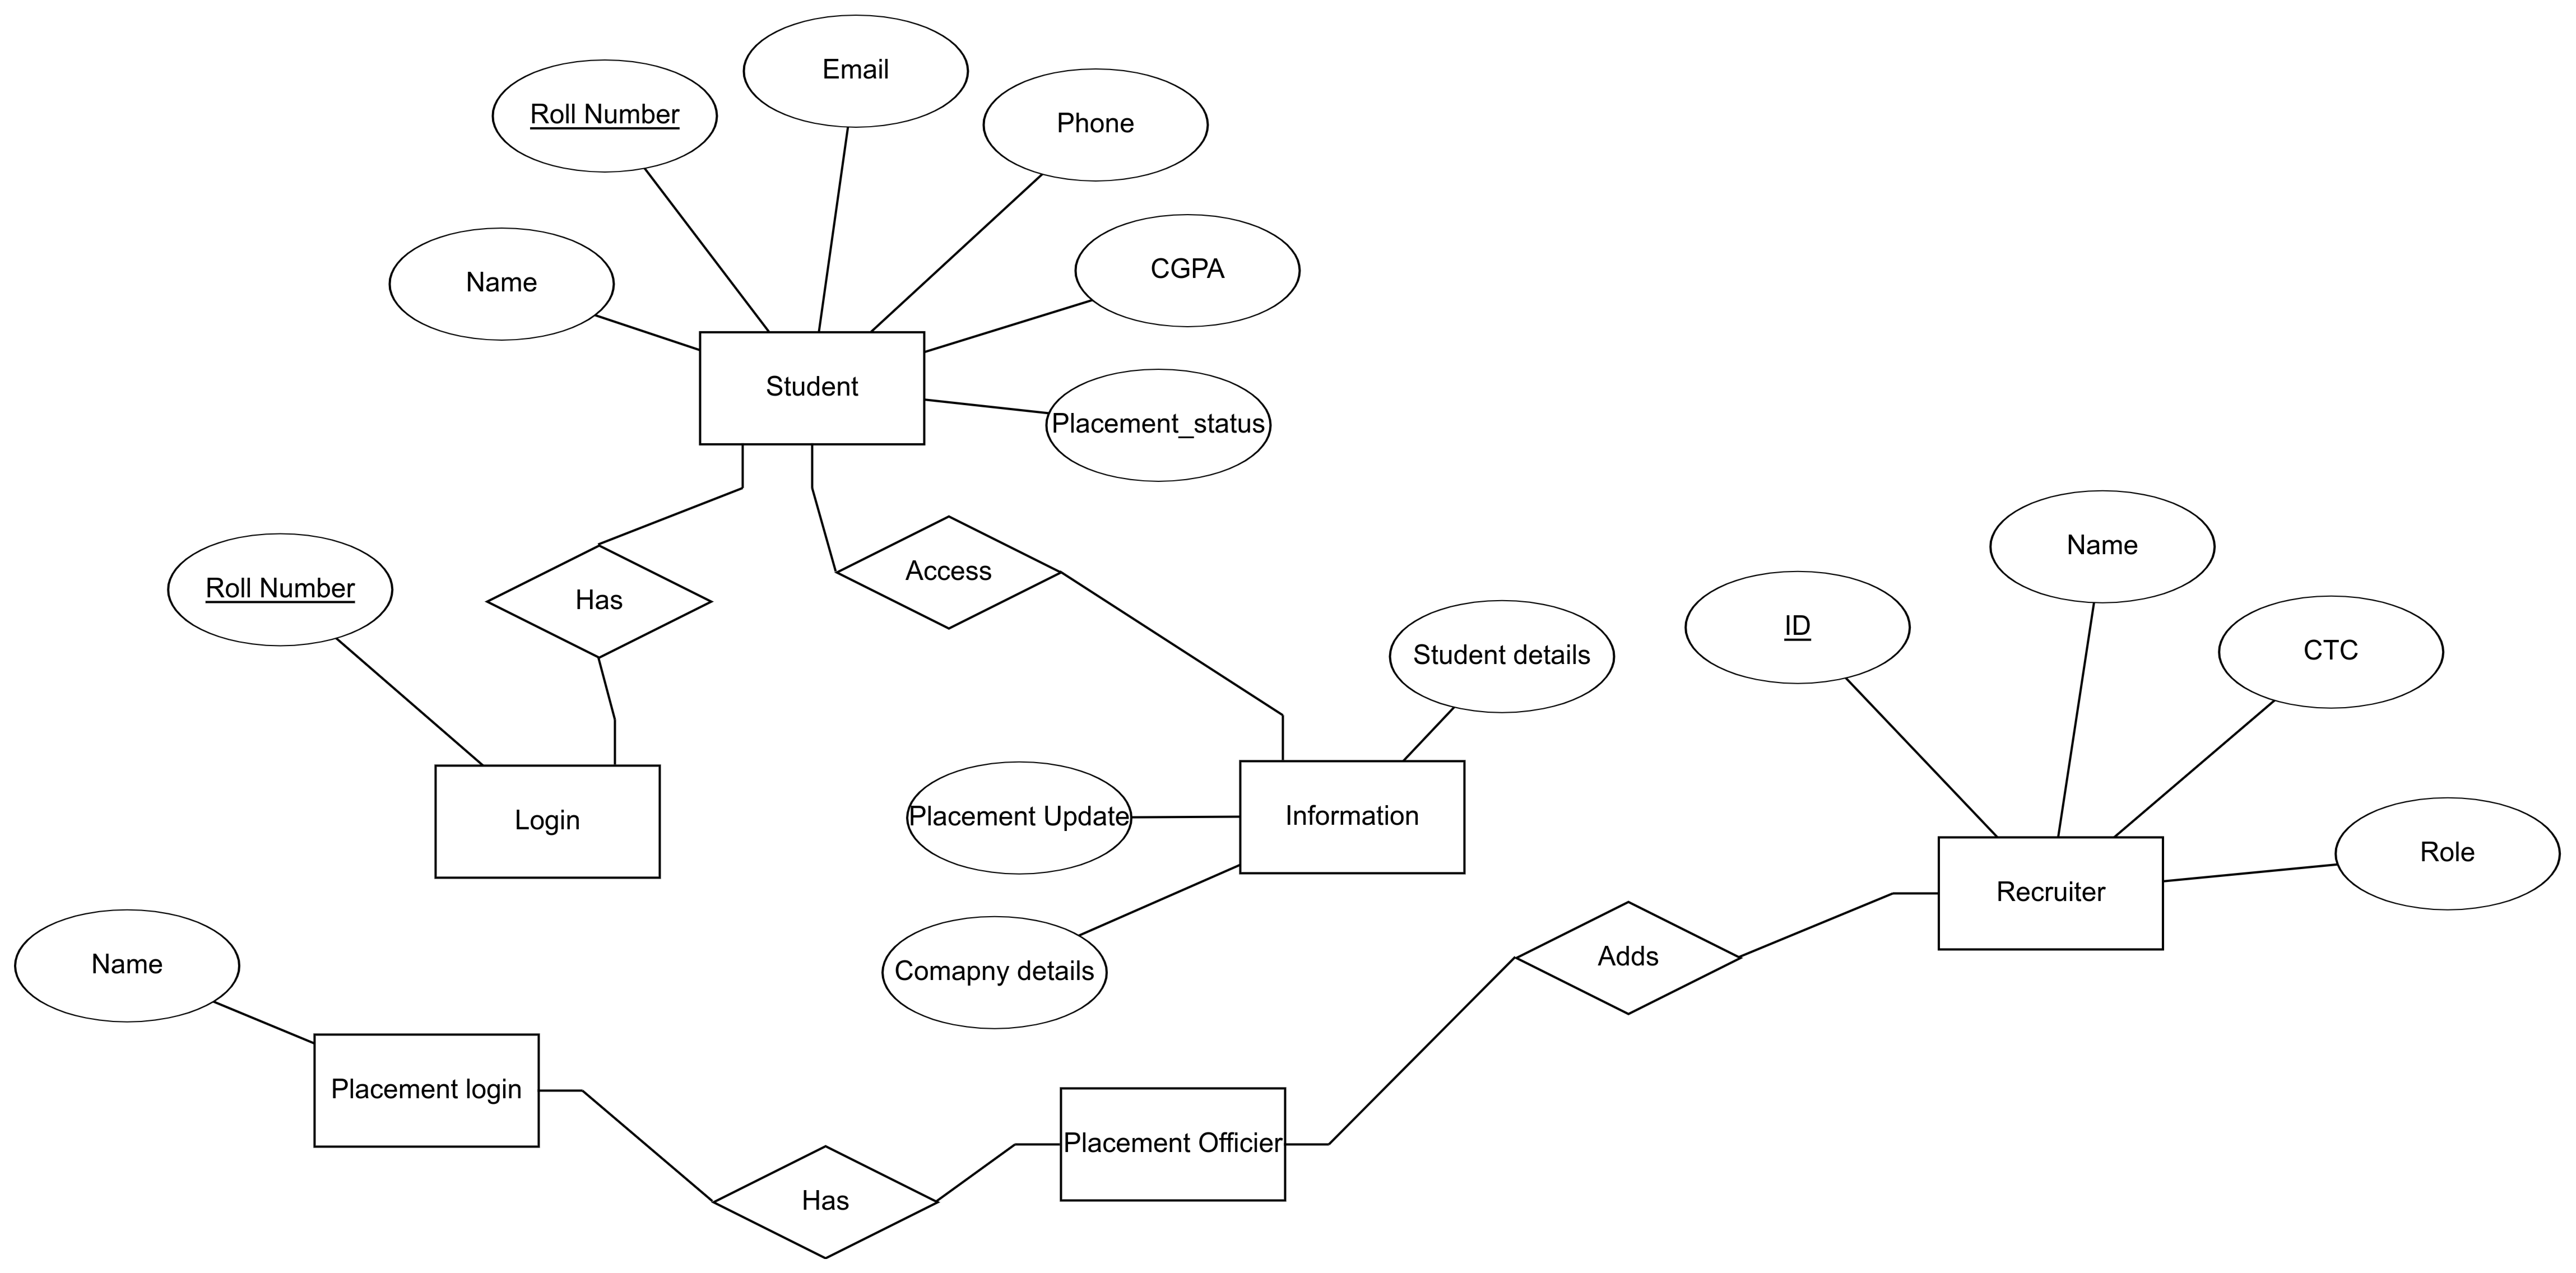 Email
Roll Number
Phone
Name
CGPA
Student
Placement_status
Name
Access
Roll Number
Has
ID
CTC
Student details
Placement Update
Information
Login
Role
Recruiter
Adds
Name
Comapny details
Placement login
Placement Officier
Has